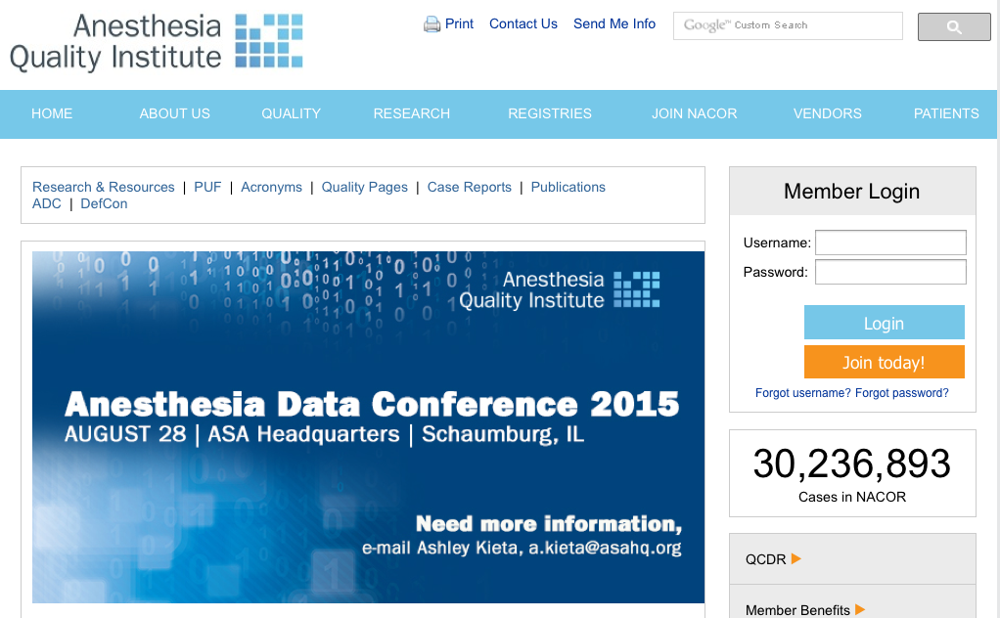 Anesthesia
Quality Institute
Print Contact Us Send Me Info
Google™ Custom Search
HOME ABOUT US QUALITY RESEARCH REGISTRIES JOIN NACOR VENDORS PATIENTS
Research & Resources | PUF | Acronyms | Quality Pages | Case Reports | Publications
ADC | DefCon
Anesthesia
Quality Institute
Anesthesia Data Conference 2015
AUGUST 28 | ASA Headquarters | Schaumburg, IL
Need more information,
e-mail Ashley Kieta, a.kieta@asahq.org
Member Login
Username:
Password:
Login
Join today!
Forgot username? Forgot password?
30,236,893
Cases in NACOR
QCDR
Member Benefits